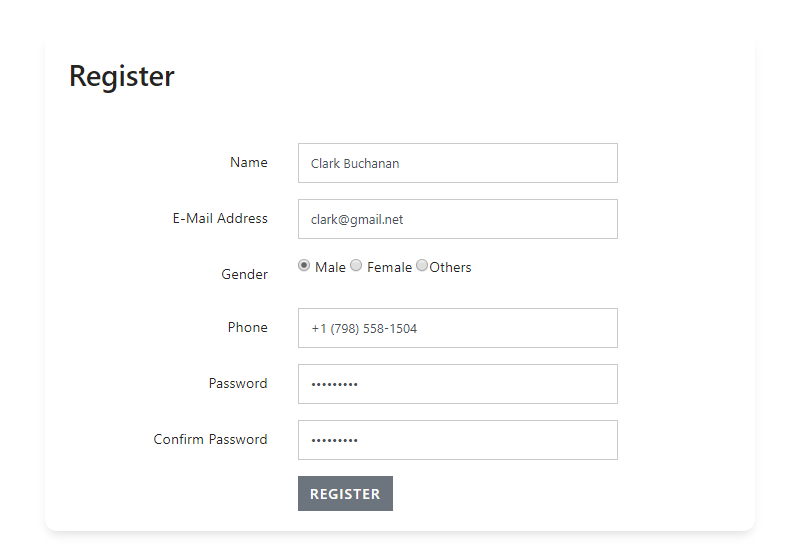 Register
Name Clark Buchanan
E-Mail Address clark@gmail.net
Gender Male Female Others
Phone +1 (798) 558-1504
Password •••••••••
Confirm Password •••••••••
REGISTER